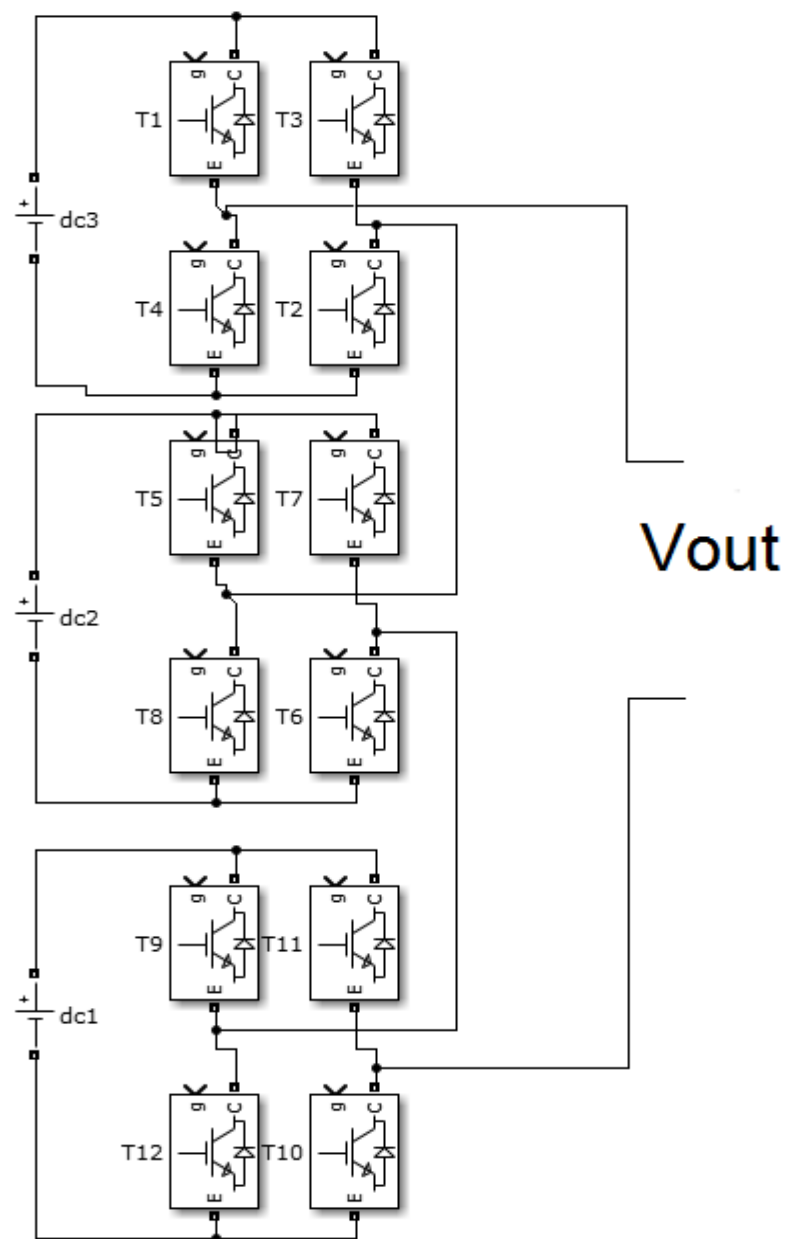 g C g C
T1 T3
E E
+
dc3
g C g C
T4 T2
E E
g C g C
T5 T7
E E
+
dc2
Vout
g C g C
T8 T6
E E
g C g C
T9 T11
E E
+
dc1
g C g C
T12 T10
E E